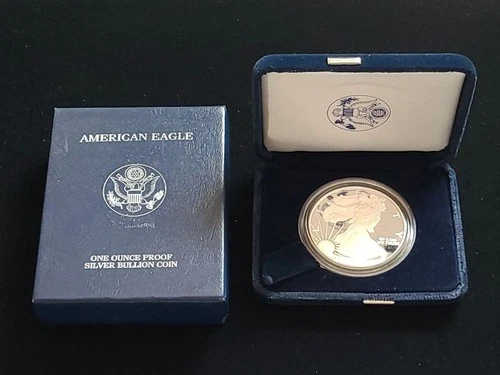 AMERICAN EAGLE
ONE OUNCE PROOF
SILVER BULLION COIN